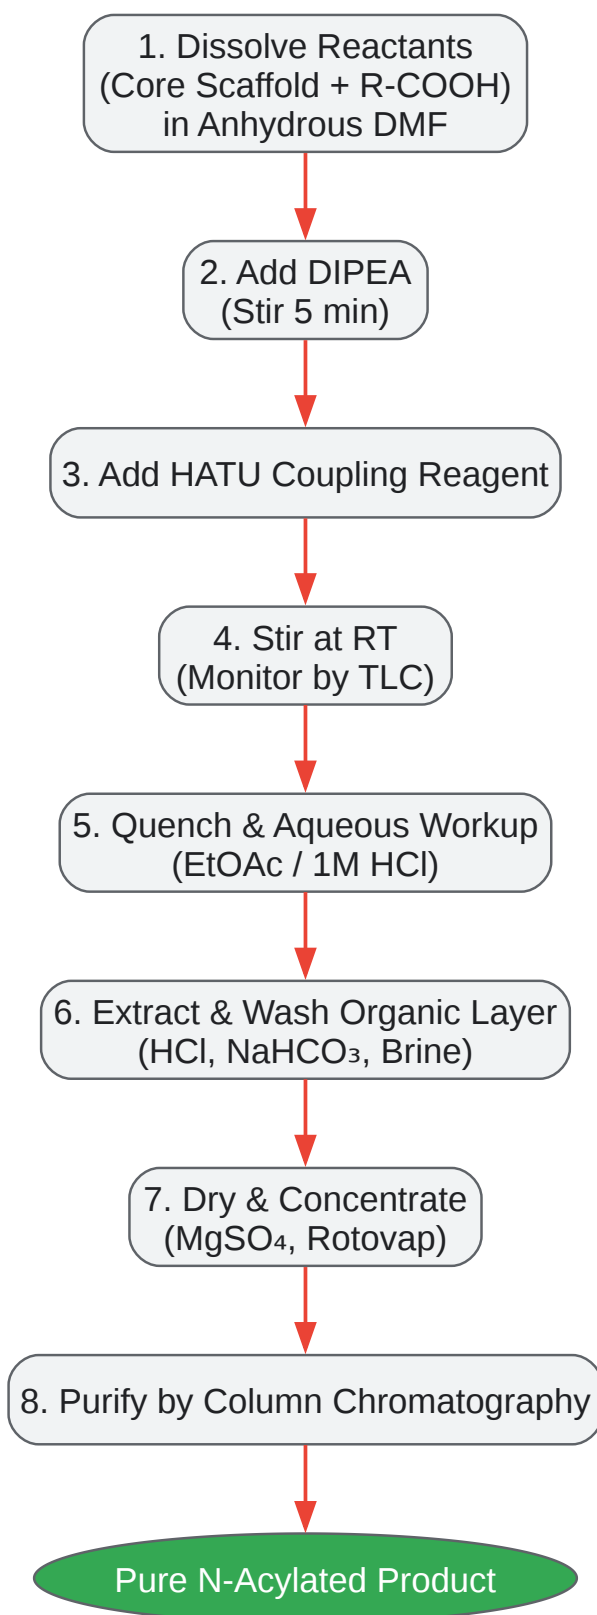 1. Dissolve Reactants
(Core Scaffold + R-COOH)
in Anhydrous DMF
2. Add DIPEA
(Stir 5 min)
3. Add HATU Coupling Reagent
4. Stir at RT
(Monitor by TLC)
5. Quench & Aqueous Workup
(EtOAc / 1M HCl)
6. Extract & Wash Organic Layer
(HCl, NaHCO₃, Brine)
7. Dry & Concentrate
(MgSO₄, Rotovap)
8. Purify by Column Chromatography
Pure N-Acylated Product